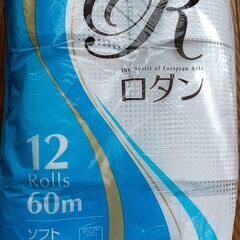 R
The Spirit of European Arts
ロダン
12
Rolls
60m
ソフト